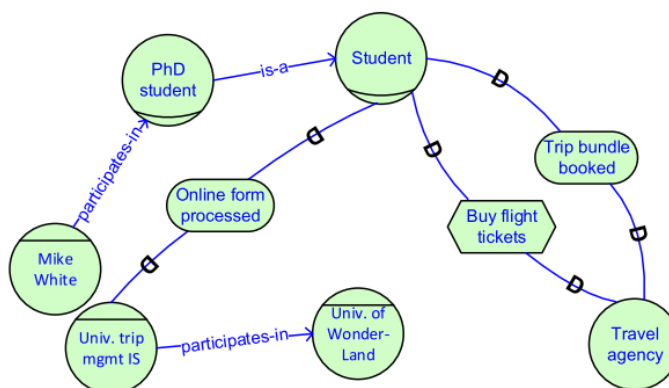 PhD
student
is-a
Student
D
D
Trip bundle
booked
participates-in
Online form
processed
D
Buy flight
tickets
D
Mike
White
D
D
Univ. trip
mgmt IS
participates-in
Univ. of
Wonder-
Land
Travel
agency